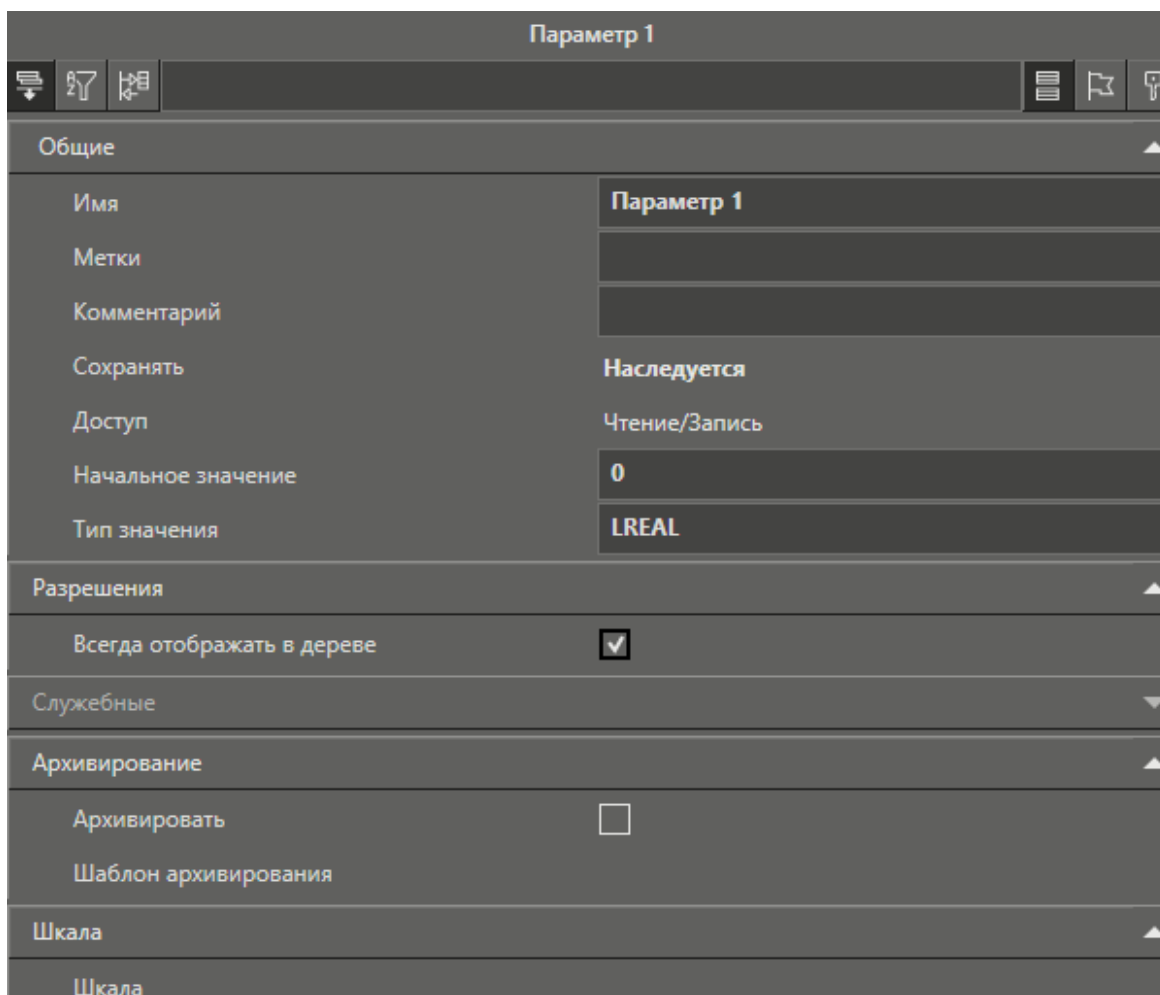 Параметр 1
Общие
Имя Параметр 1
Метки
Комментарий
Сохранять Наследуется
Доступ Чтение/Запись
Начальное значение 0
Тип значения LREAL
Разрешения
Всегда отображать в дереве
Служебные
Архивирование
Архивировать
Шаблон архивирования
Шкала
Шкала